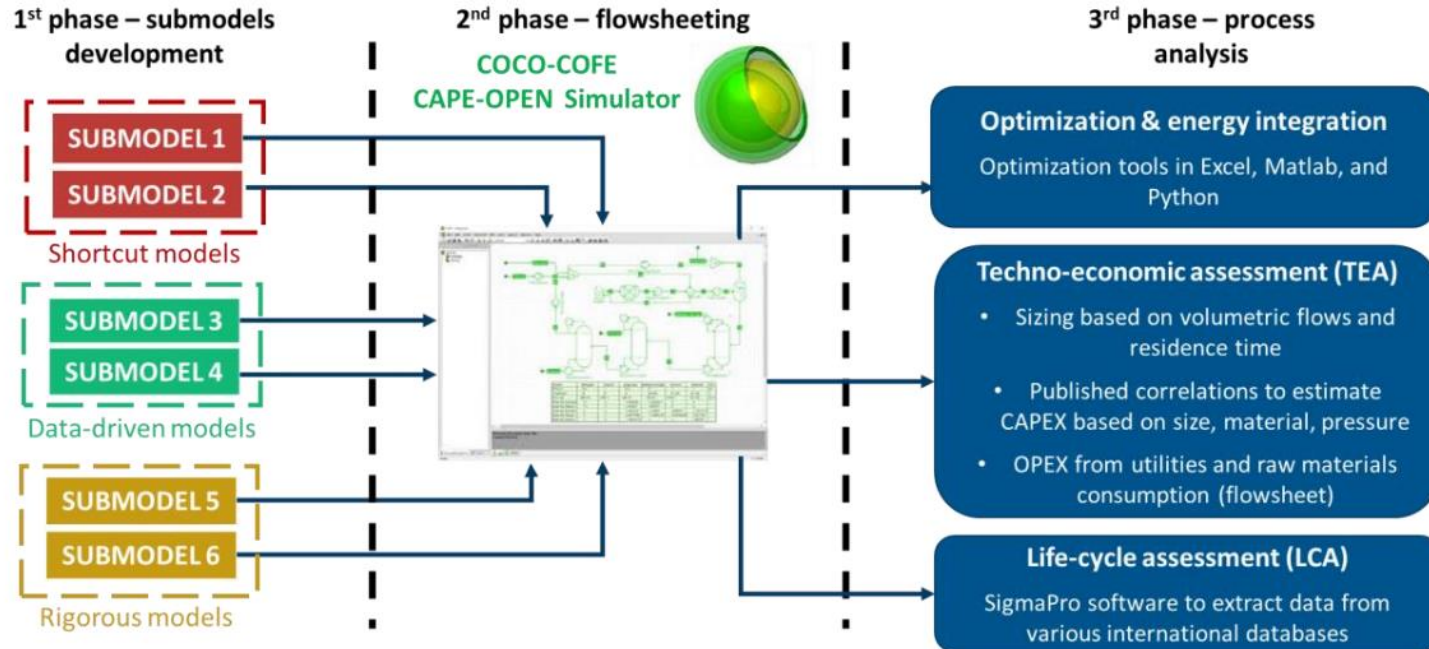 1st phase – submodels
development
2nd phase – flowsheeting
3rd phase – process
analysis
COCO-COFE
CAPE-OPEN Simulator
SUBMODEL 1
SUBMODEL 2
Shortcut models
SUBMODEL 3
SUBMODEL 4
Data-driven models
SUBMODEL 5
SUBMODEL 6
Rigorous models
Optimization & energy integration
Optimization tools in Excel, Matlab, and
Python
Techno-economic assessment (TEA)
• Sizing based on volumetric flows and
residence time
• Published correlations to estimate
CAPEX based on size, material, pressure
• OPEX from utilities and raw materials
consumption (flowsheet)
Life-cycle assessment (LCA)
SigmaPro software to extract data from
various international databases